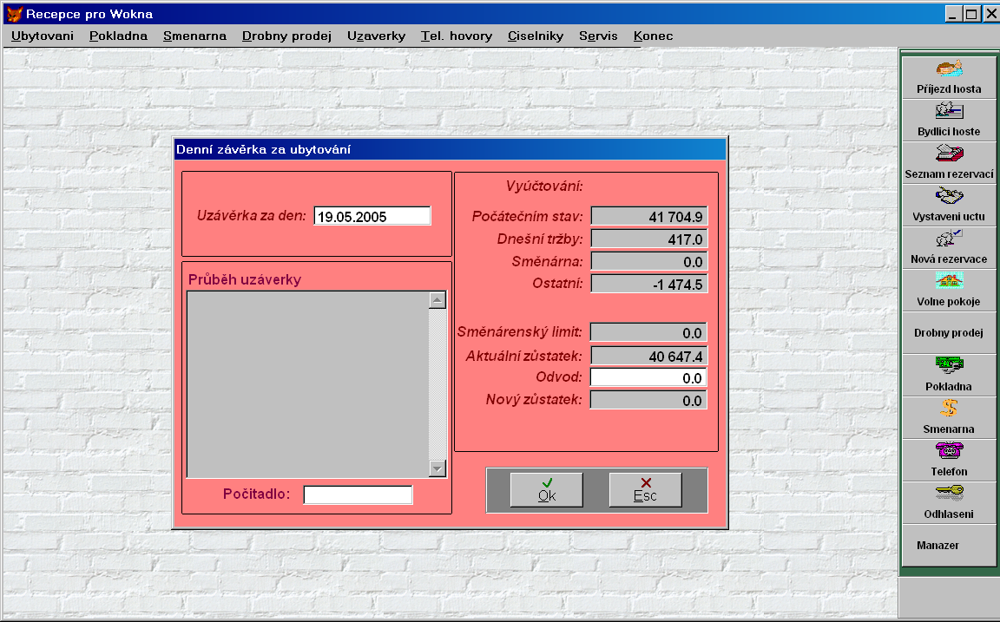 Recepce pro Wokna
Ubytovani Pokladna Smenarna Drobny prodej Uzaverky Tel. hovory Ciselniky Servis Konec
Denní závěrka za ubytování
Uzávěrka za den: 19.05.2005
Průběh uzáverky
Počitadlo:
Vyúčtování:
Počátečním stav: 41 704.9
Dnešní tržby: 417.0
Směnárna: 0.0
Ostatní: -1 474.5
Směnárenský limit: 0.0
Aktuální zůstatek: 40 647.4
Odvod: 0.0
Nový zůstatek: 0.0
Ok Esc
Příjezd hosta
Bydlici hoste
Seznam rezervací
Vystaveni uctu
Nová rezervace
Volne pokoje
Drobny prodej
Pokladna
Smenarna
Telefon
Odhlaseni
Manazer